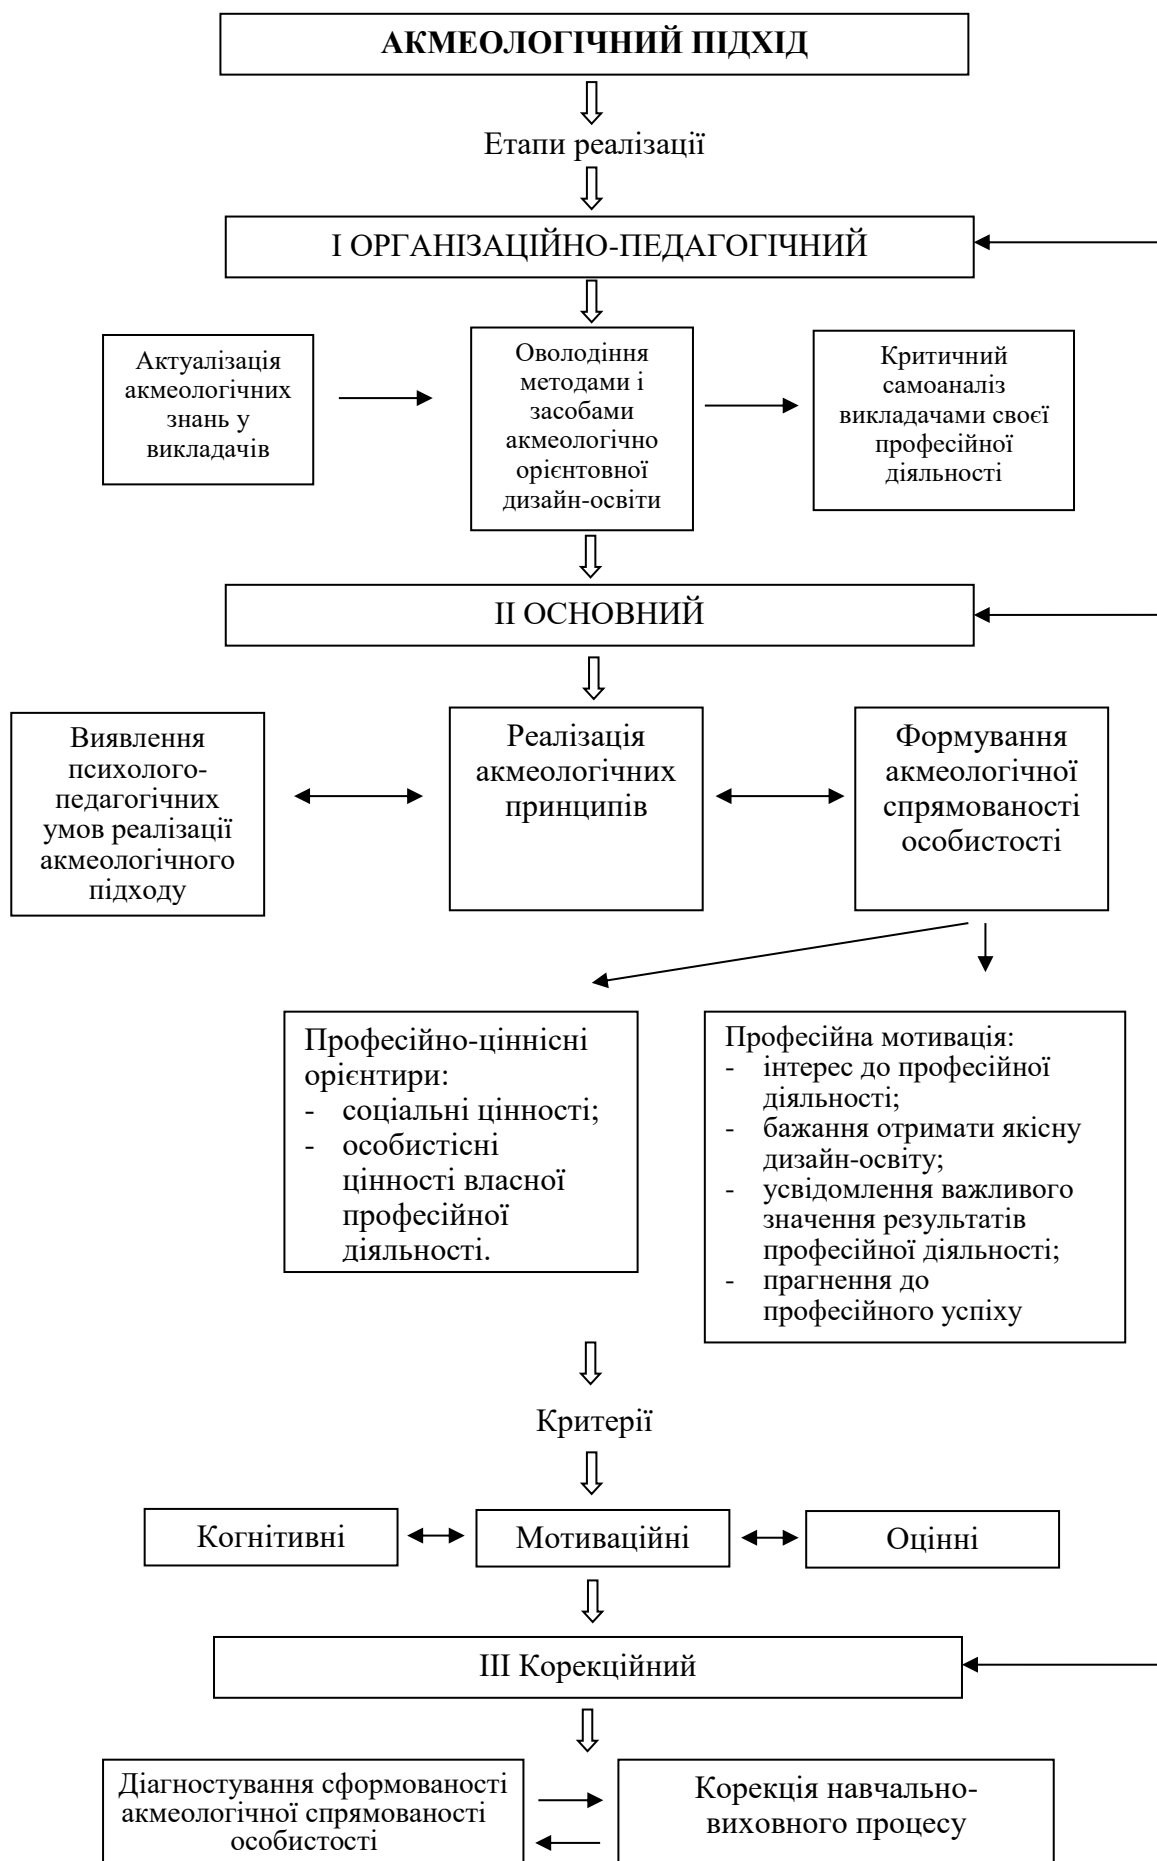 АКМЕОЛОГІЧНИЙ ПІДХІД
Етапи реалізації
І ОРГАНІЗАЦІЙНО-ПЕДАГОГІЧНИЙ
Актуалізація
акмеологічних
знань у
викладачів
Оволодіння
методами і
засобами
акмеологічно
орієнтовної
дизайн-освіти
Критичний
самоаналіз
викладачами своєї
професійної
діяльності
ІІ ОСНОВНИЙ
Виявлення
психолого-
педагогічних
умов реалізації
акмеологічного
підходу
Реалізація
акмеологічних
принципів
Формування
акмеологічної
спрямованості
особистості
Професійно-ціннісні
орієнтири:
- соціальні цінності;
- особистісні
цінності власної
професійної
діяльності.
Професійна мотивація:
- інтерес до професійної
діяльності;
- бажання отримати якісну
дизайн-освіту;
- усвідомлення важливого
значення результатів
професійної діяльності;
- прагнення до
професійного успіху
Критерії
Когнітивні
Мотиваційні
Оцінні
ІІІ Корекційний
Діагностування сформованості
акмеологічної спрямованості
особистості
Корекція навчально-
виховного процесу